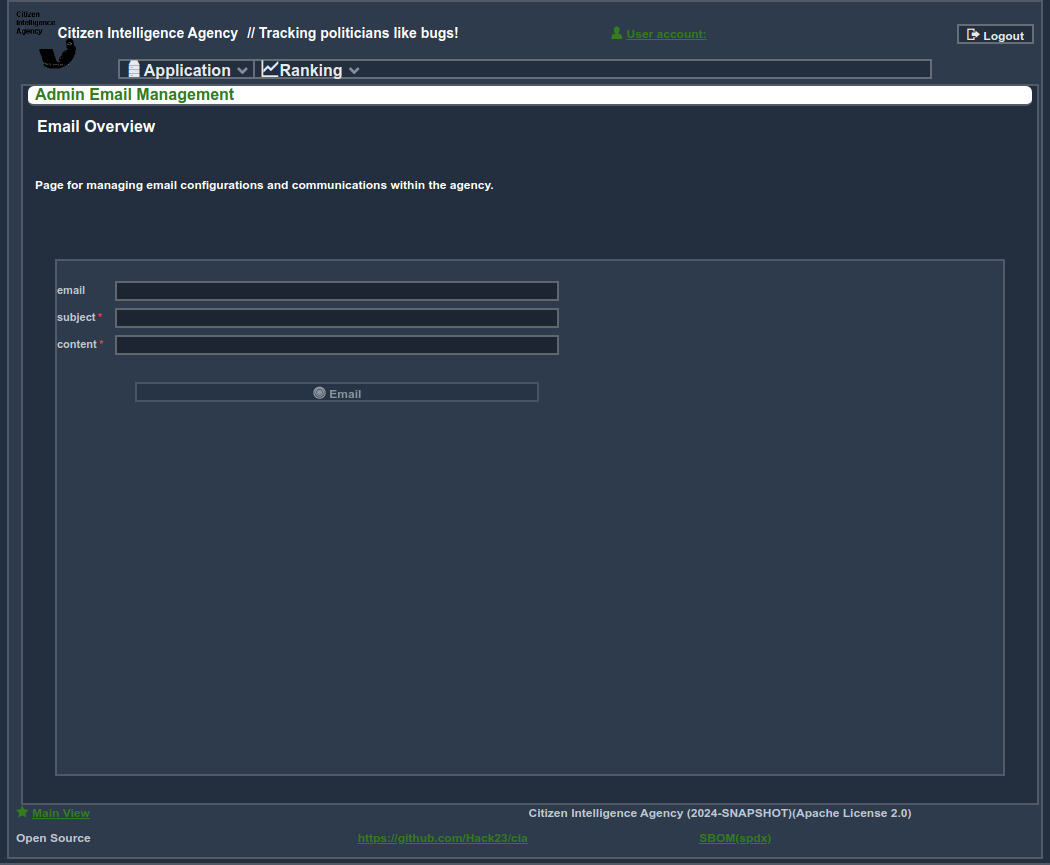 Citizen
Intelligence
Agency
Citizen Intelligence Agency // Tracking politicians like bugs!
User account:
Logout
Application
Ranking
Admin Email Management
Email Overview
Page for managing email configurations and communications within the agency.
email
subject *
content *
Email
Main View
Citizen Intelligence Agency (2024-SNAPSHOT)(Apache License 2.0)
Open Source
https://github.com/Hack23/cia
SBOM(spdx)